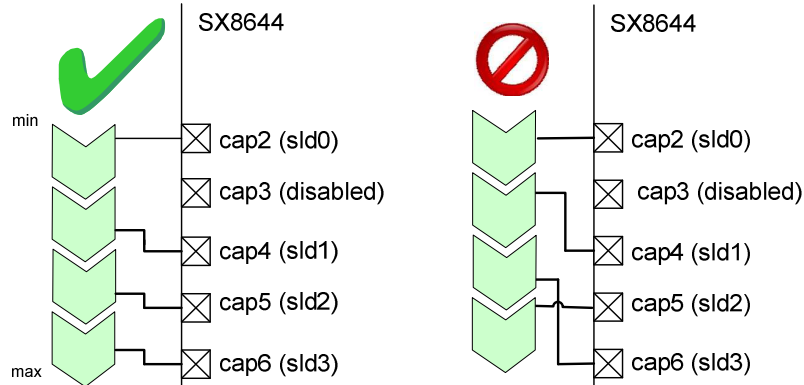 SX8644
min
cap2 (sld0)
cap3 (disabled)
cap4 (sld1)
cap5 (sld2)
cap6 (sld3)
max
SX8644
cap2 (sld0)
cap3 (disabled)
cap4 (sld1)
cap5 (sld2)
cap6 (sld3)